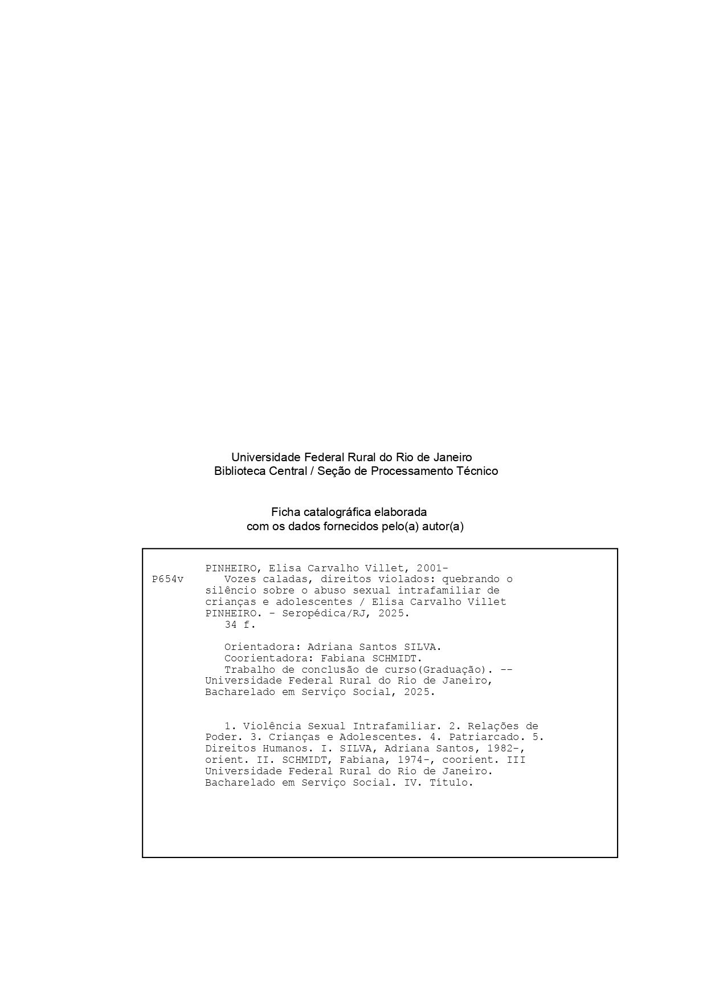 Universidade Federal Rural do Rio de Janeiro
Biblioteca Central / Seção de Processamento Técnico
Ficha catalográfica elaborada
com os dados fornecidos pelo(a) autor(a)
PINHEIRO, Elisa Carvalho Villet, 2001-
P654v Vozes caladas, direitos violados: quebrando o
silêncio sobre o abuso sexual intrafamiliar de
crianças e adolescentes / Elisa Carvalho Villet
PINHEIRO. - Seropédica/RJ, 2025.
34 f.
Orientadora: Adriana Santos SILVA.
Coorientadora: Fabiana SCHMIDT.
Trabalho de conclusão de curso(Graduação). --
Universidade Federal Rural do Rio de Janeiro,
Bacharelado em Serviço Social, 2025.
1. Violência Sexual Intrafamiliar. 2. Relações de
Poder. 3. Crianças e Adolescentes. 4. Patriarcado. 5.
Direitos Humanos. I. SILVA, Adriana Santos, 1982-,
orient. II. SCHMIDT, Fabiana, 1974-, coorient. III
Universidade Federal Rural do Rio de Janeiro.
Bacharelado em Serviço Social. IV. Título.